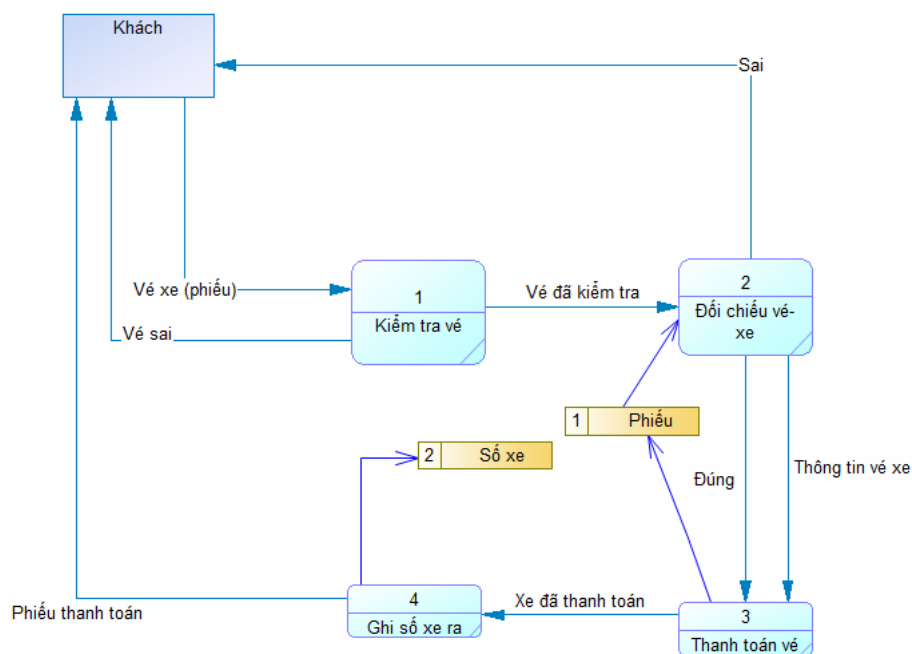 Khách
Sai
Vé xe (phiếu)
1
Kiểm tra vé
Vé đã kiểm tra
2
Đối chiếu vé-
xe
Vé sai
1 Phiếu
2 Số xe
Đúng
Thông tin vé xe
4
Ghi số xe ra
Xe đã thanh toán
3
Thanh toán vé
Phiếu thanh toán